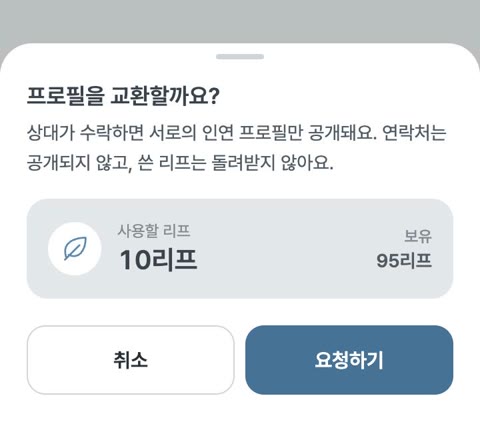 프로필을 교환할까요?
상대가 수락하면 서로의 인연 프로필만 공개돼요. 연락처는
공개되지 않고, 쓴 리프는 돌려받지 않아요.
사용할 리프
10리프
보유
95리프
취소
요청하기